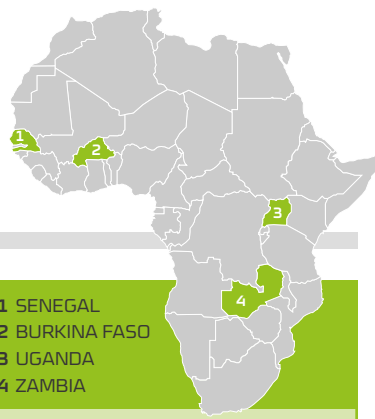 1
2
3
4
1 SENEGAL
2 BURKINA FASO
3 UGANDA
4 ZAMBIA